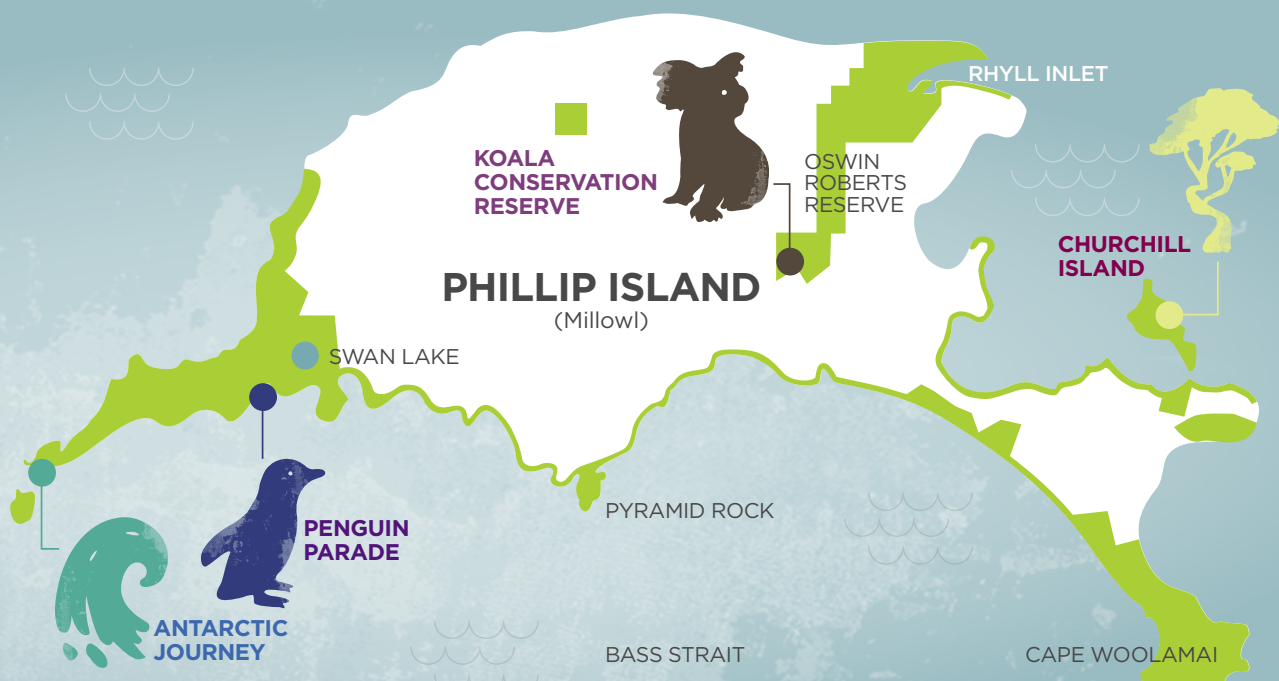 RHYLL INLET
KOALA
CONSERVATION
RESERVE
OSWIN
ROBERTS
RESERVE
CHURCHILL
ISLAND
PHILLIP ISLAND
(Millowl)
SWAN LAKE
PYRAMID ROCK
PENGUIN
PARADE
ANTARCTIC
JOURNEY
BASS STRAIT
CAPE WOOLAMAI